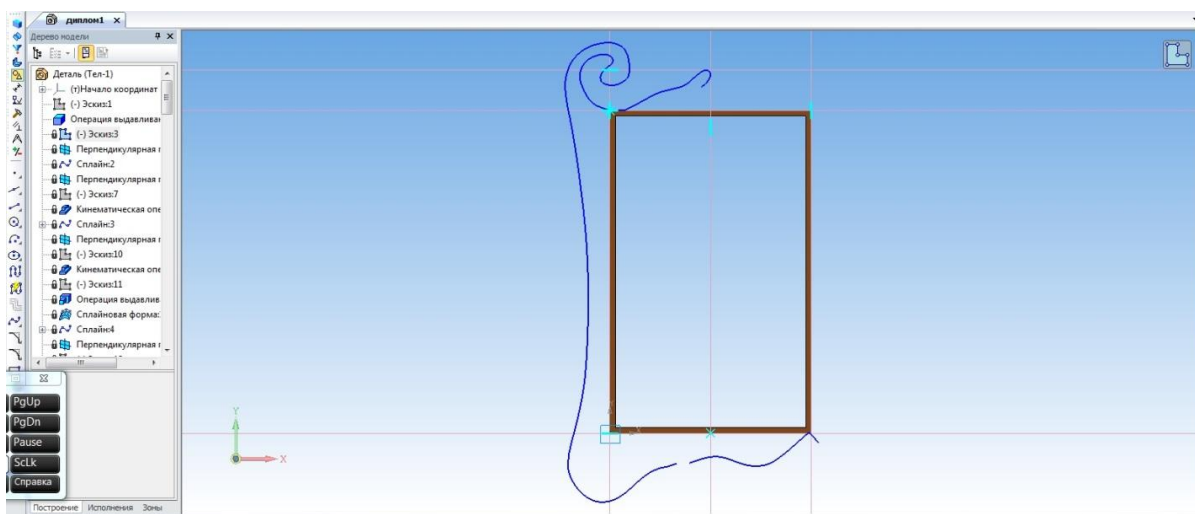 диплом1 x
Дерево модели
Деталь (Тел-1)
(т)Начало координат
(-) Эскиз:1
Операция выдавливан
(-) Эскиз:3
Перпендикулярная п
Сплайн:2
Перпендикулярная п
(-) Эскиз:7
Кинематическая опе
Сплайн:3
Перпендикулярная п
(-) Эскиз:10
Кинематическая опе
(-) Эскиз:11
Операция выдавлив
Сплайновая форма:
Сплайн:4
Перпендикулярная п
PgUp
PgDn
Pause
ScLk
Справка
Построение Исполнения Зоны
Y
X